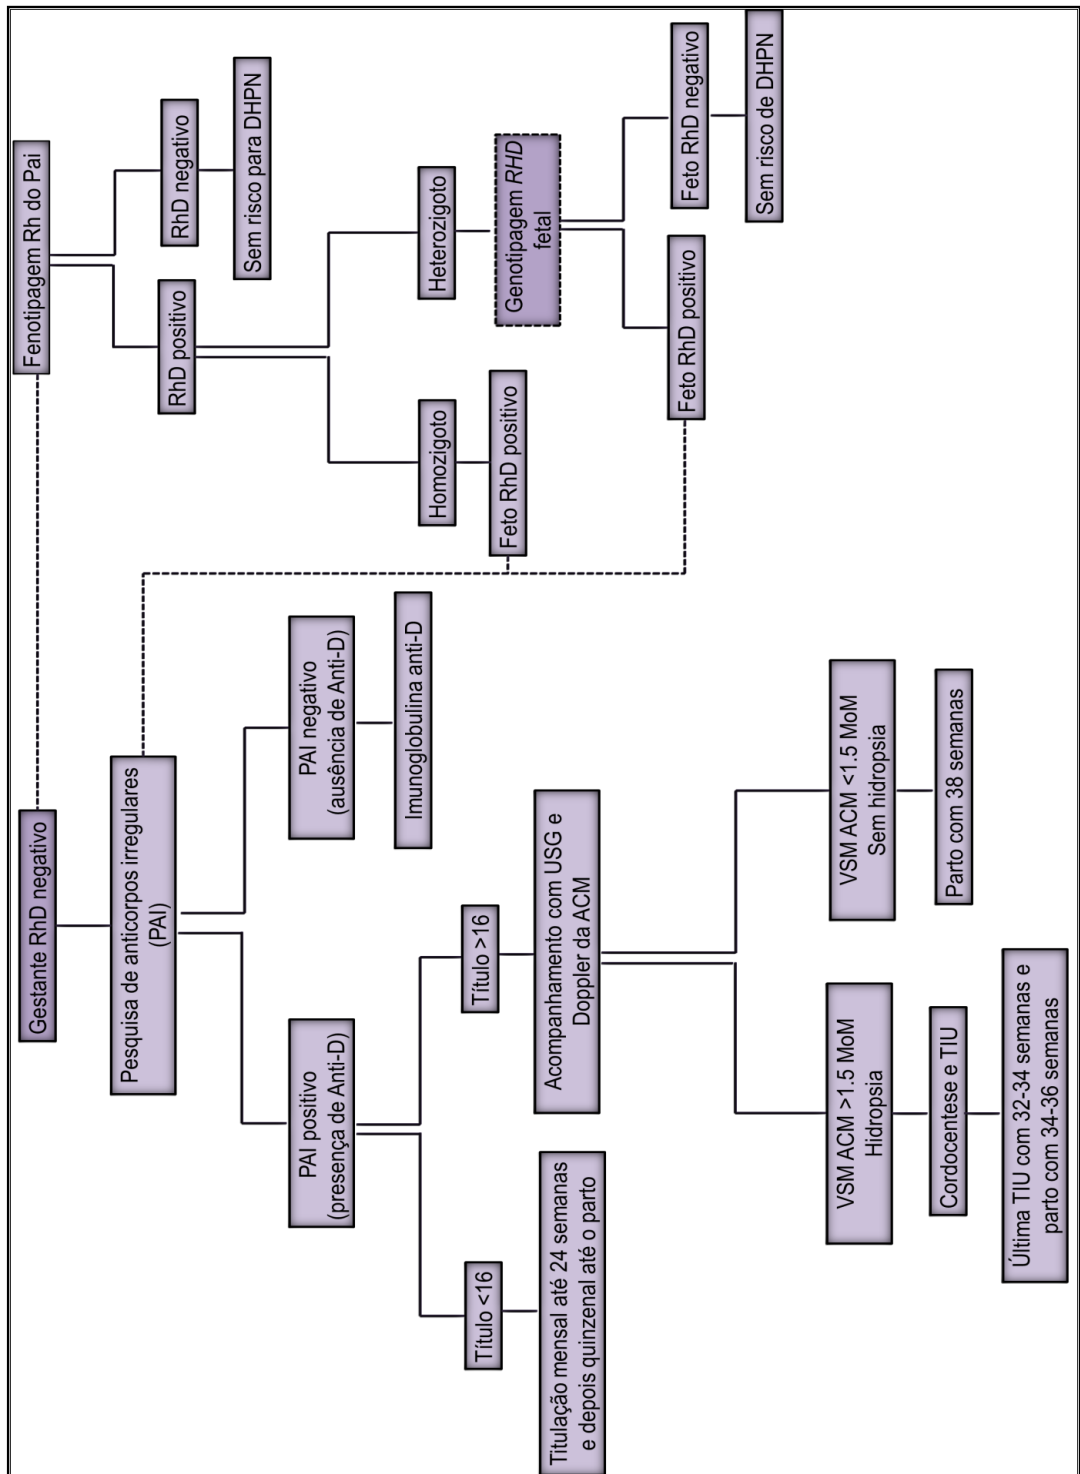 Gestante RhD negativo
Fenotipagem Rh do Pai
Pesquisa de anticorpos irregulares
(PAI)
RhD positivo
RhD negativo
Sem risco para DHPN
PAI positivo
(presença de Anti-D)
PAI negativo
(ausência de Anti-D)
Imunoglobulina anti-D
Homozigoto
Heterozigoto
Feto RhD positivo
Genotipagem RHD
fetal
Título <16
Título >16
Titulação mensal até 24 semanas
e depois quinzenal até o parto
Acompanhamento com USG e
Doppler da ACM
Feto RhD positivo
Feto RhD negativo
Sem risco de DHPN
VSM ACM >1.5 MoM
Hidropsia
VSM ACM <1.5 MoM
Sem hidropsia
Cordocentese e TIU
Parto com 38 semanas
Última TIU com 32-34 semanas e
parto com 34-36 semanas